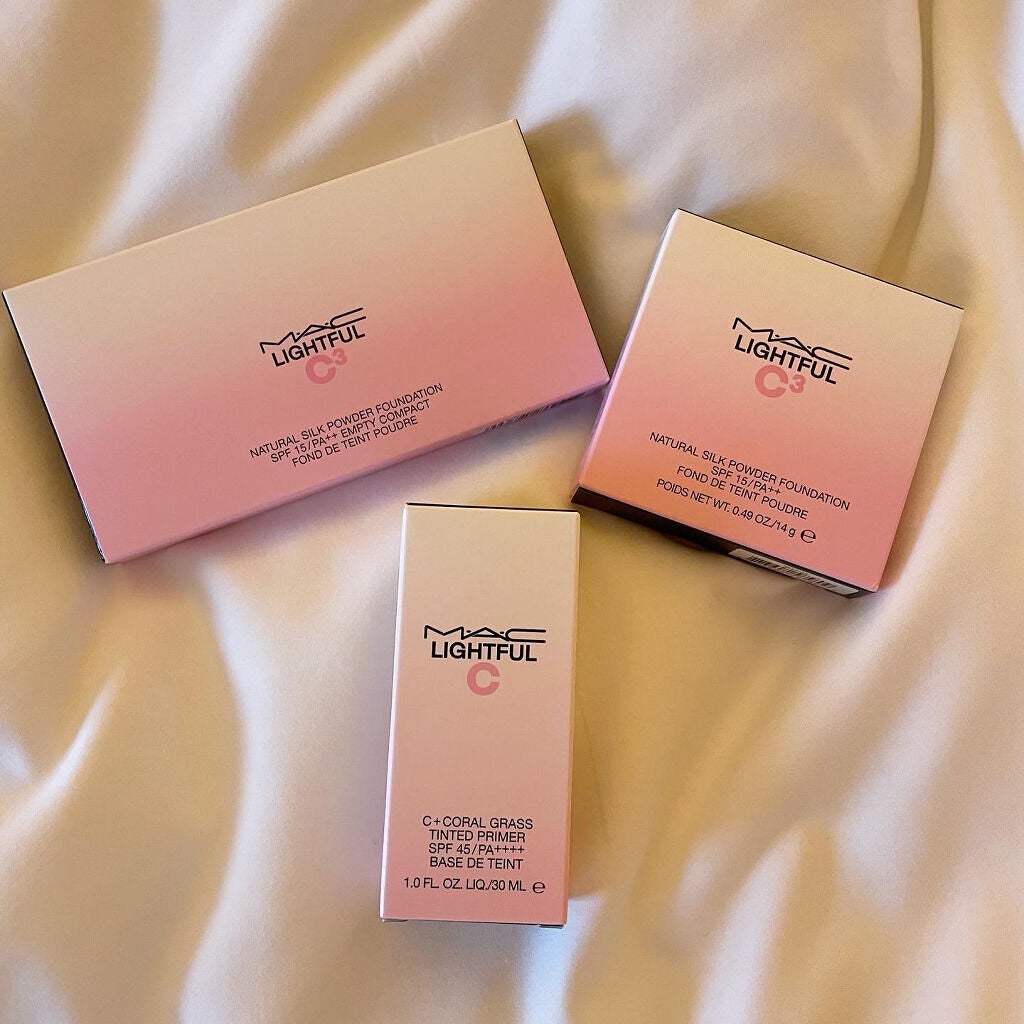 M·A·C
LIGHTFUL
C³
NATURAL SILK POWDER FOUNDATION
SPF 15/PA++ EMPTY COMPACT
FOND DE TEINT POUDRE
M·A·C
LIGHTFUL
C³
NATURAL SILK POWDER FOUNDATION
SPF 15/PA++
FOND DE TEINT POUDRE
POIDS NET WT. 0.49 OZ./14 g ℮
M·A·C
LIGHTFUL
C
C+CORAL GRASS
TINTED PRIMER
SPF 45/PA++++
BASE DE TEINT
1.0 FL. OZ. LIQ./30 ML ℮